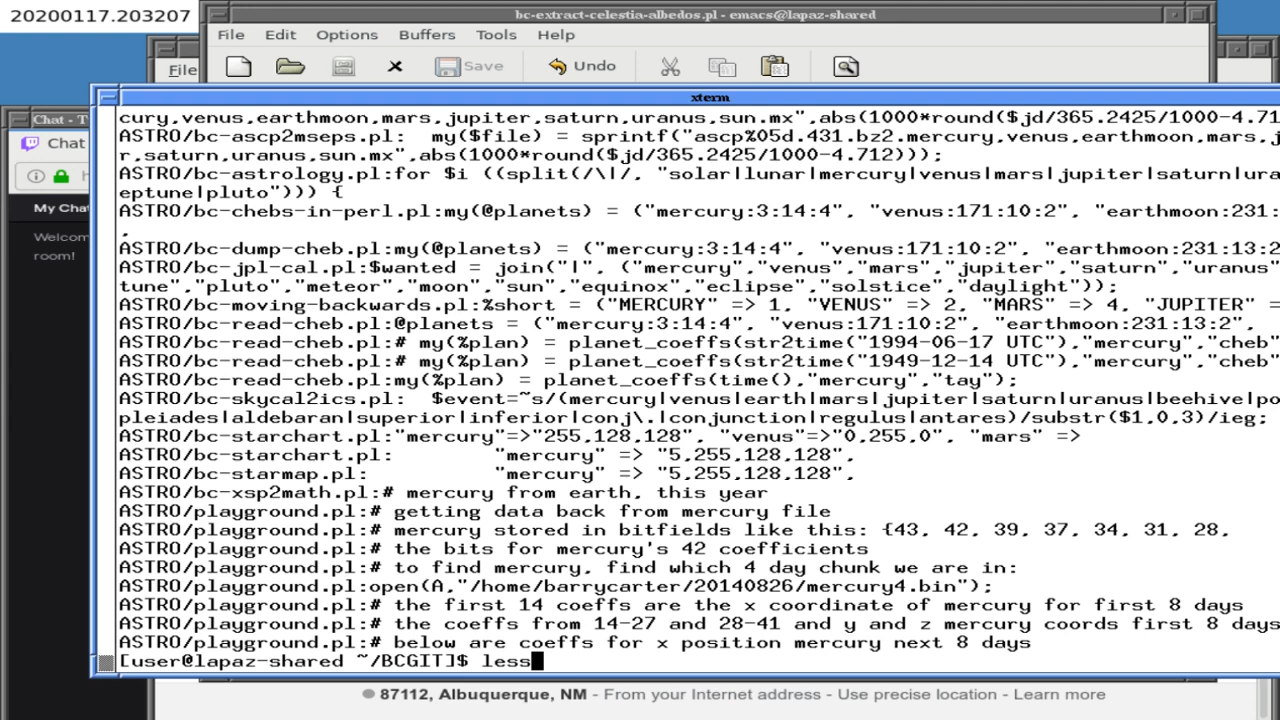 20200117.203207
bc-extract-celestia-albedos.pl - emacs@lapaz-shared
File Edit Options Buffers Tools Help
Save Undo
File
xterm
Chat - T
Chat
My Chat
Welcom
room!
cury,venus,earthmoon,mars,jupiter,saturn,uranus,sun.mx",abs(1000*round($jd/365.2425/1000-4.71
ASTRO/bc-ascp2mseps.pl:  my($file) = sprintf("ascp%05d.431.bz2.mercury,venus,earthmoon,mars,j
r,saturn,uranus,sun.mx",abs(1000*round($jd/365.2425/1000-4.712)));
ASTRO/bc-astrology.pl:for $i ((split(/\|/, "solar|lunar|mercury|venus|mars|jupiter|saturn|ura
eptune|pluto"))) {
ASTRO/bc-chebs-in-perl.pl:my(@planets) = ("mercury:3:14:4", "venus:171:10:2", "earthmoon:231:
,
ASTRO/bc-dump-cheb.pl:my(@planets) = ("mercury:3:14:4", "venus:171:10:2", "earthmoon:231:13:2
ASTRO/bc-jpl-cal.pl:$wanted = join("|", ("mercury","venus","mars","jupiter","saturn","uranus"
tune","pluto","meteor","moon","sun","equinox","eclipse","solstice","daylight"));
ASTRO/bc-moving-backwards.pl:%short = ("MERCURY" => 1, "VENUS" => 2, "MARS" => 4, "JUPITER" =
ASTRO/bc-read-cheb.pl:@planets = ("mercury:3:14:4", "venus:171:10:2", "earthmoon:231:13:2",
ASTRO/bc-read-cheb.pl:# my(%plan) = planet_coeffs(str2time("1994-06-17 UTC"),"mercury","cheb"
ASTRO/bc-read-cheb.pl:# my(%plan) = planet_coeffs(str2time("1949-12-14 UTC"),"mercury","cheb"
ASTRO/bc-read-cheb.pl:my(%plan) = planet_coeffs(time(),"mercury","tay");
ASTRO/bc-skycal2ics.pl:  $event=~s/(mercury|venus|earth|mars|jupiter|saturn|uranus|beehive|po
pleiades|aldebaran|superior|inferior|conj\.|conjunction|regulus|antares)/substr($1,0,3)/ieg;
ASTRO/bc-starchart.pl:"mercury"=>"255,128,128", "venus"=>"0,255,0", "mars" =>
ASTRO/bc-starchart.pl:        "mercury" => "5,255,128,128",
ASTRO/bc-starmap.pl:          "mercury" => "5,255,128,128",
ASTRO/bc-xsp2math.pl:# mercury from earth, this year
ASTRO/playground.pl:# getting data back from mercury file
ASTRO/playground.pl:# mercury stored in bitfields like this: {43, 42, 39, 37, 34, 31, 28,
ASTRO/playground.pl:# the bits for mercury's 42 coefficients
ASTRO/playground.pl:# to find mercury, find which 4 day chunk we are in:
ASTRO/playground.pl:open(A,"/home/barrycarter/20140826/mercury4.bin");
ASTRO/playground.pl:# the first 14 coeffs are the x coordinate of mercury for first 8 days
ASTRO/playground.pl:# the coeffs from 14-27 and 28-41 and y and z mercury coords first 8 days
ASTRO/playground.pl:# below are coeffs for x position mercury next 8 days
[user@lapaz-shared ~/BCGIT]$ less
87112, Albuquerque, NM - From your Internet address - Use precise location - Learn more